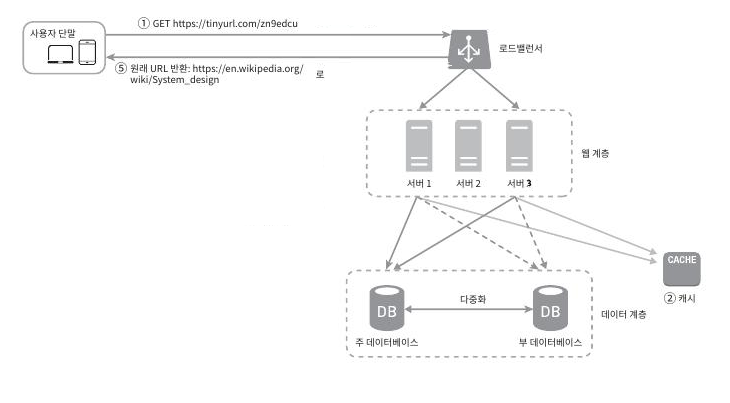 ① GET https://tinyurl.com/zn9edcu
사용자 단말
로드밸런서
⑤ 원래 URL 반환: https://en.wikipedia.org/
wiki/System_design
로
웹 계층
서버 1 서버 2 서버 3
CACHE
② 캐시
다중화
DB DB
데이터 계층
주 데이터베이스 부 데이터베이스